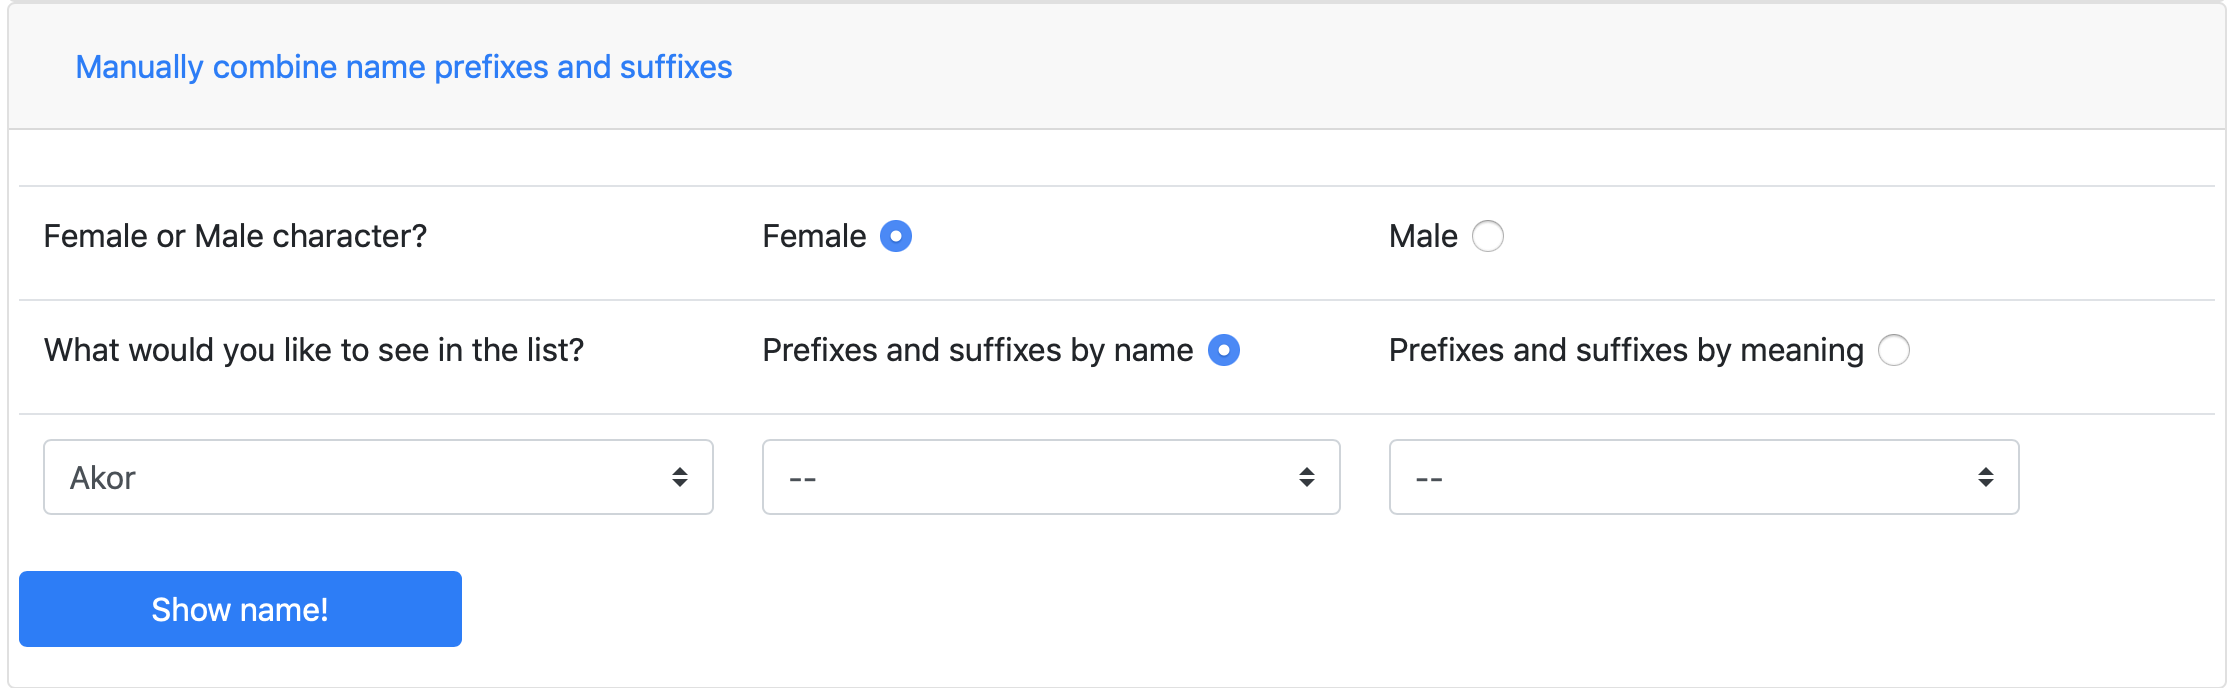 Manually combine name prefixes and suffixes
Female or Male character? Female Male
What would you like to see in the list? Prefixes and suffixes by name Prefixes and suffixes by meaning
Akor -- --
Show name!